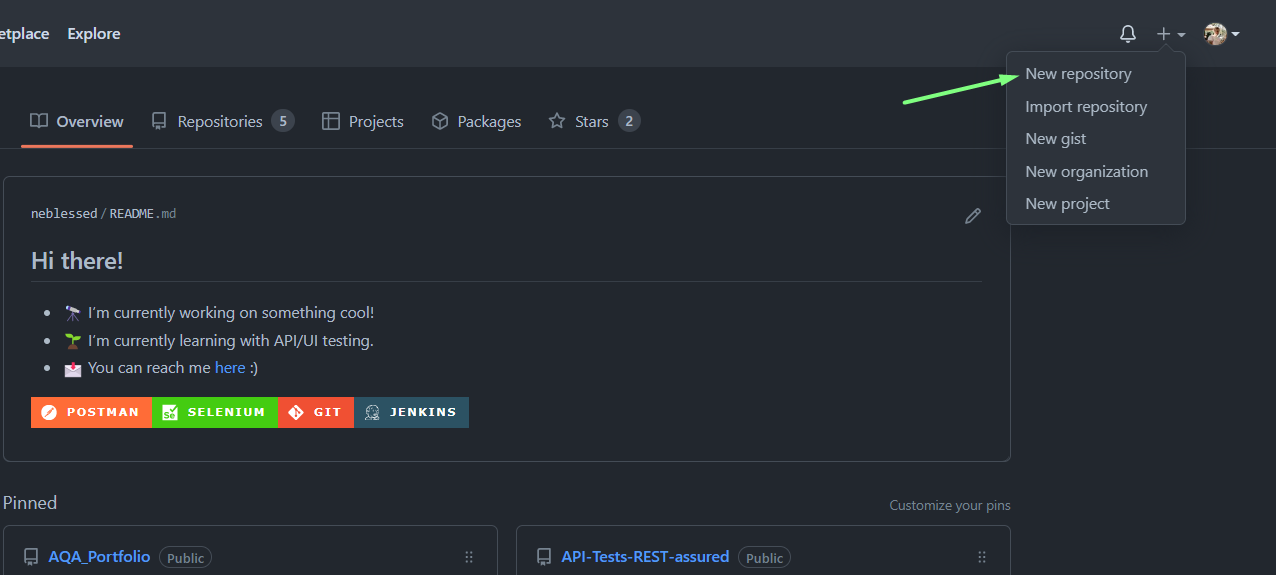 etplace Explore
New repository
Import repository
New gist
New organization
New project
Overview Repositories 5 Projects Packages Stars 2
neblessed/README.md
Hi there!
I'm currently working on something cool!
I'm currently learning with API/UI testing.
You can reach me here :)
POSTMAN SELENIUM GIT JENKINS
Pinned
Customize your pins
AQA_Portfolio Public
API-Tests-REST-assured Public